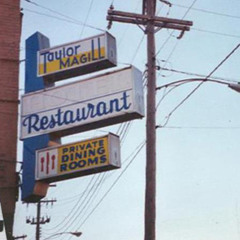 Taylor
MAGILL
Restaurant
PRIVATE
DINING
ROOMS